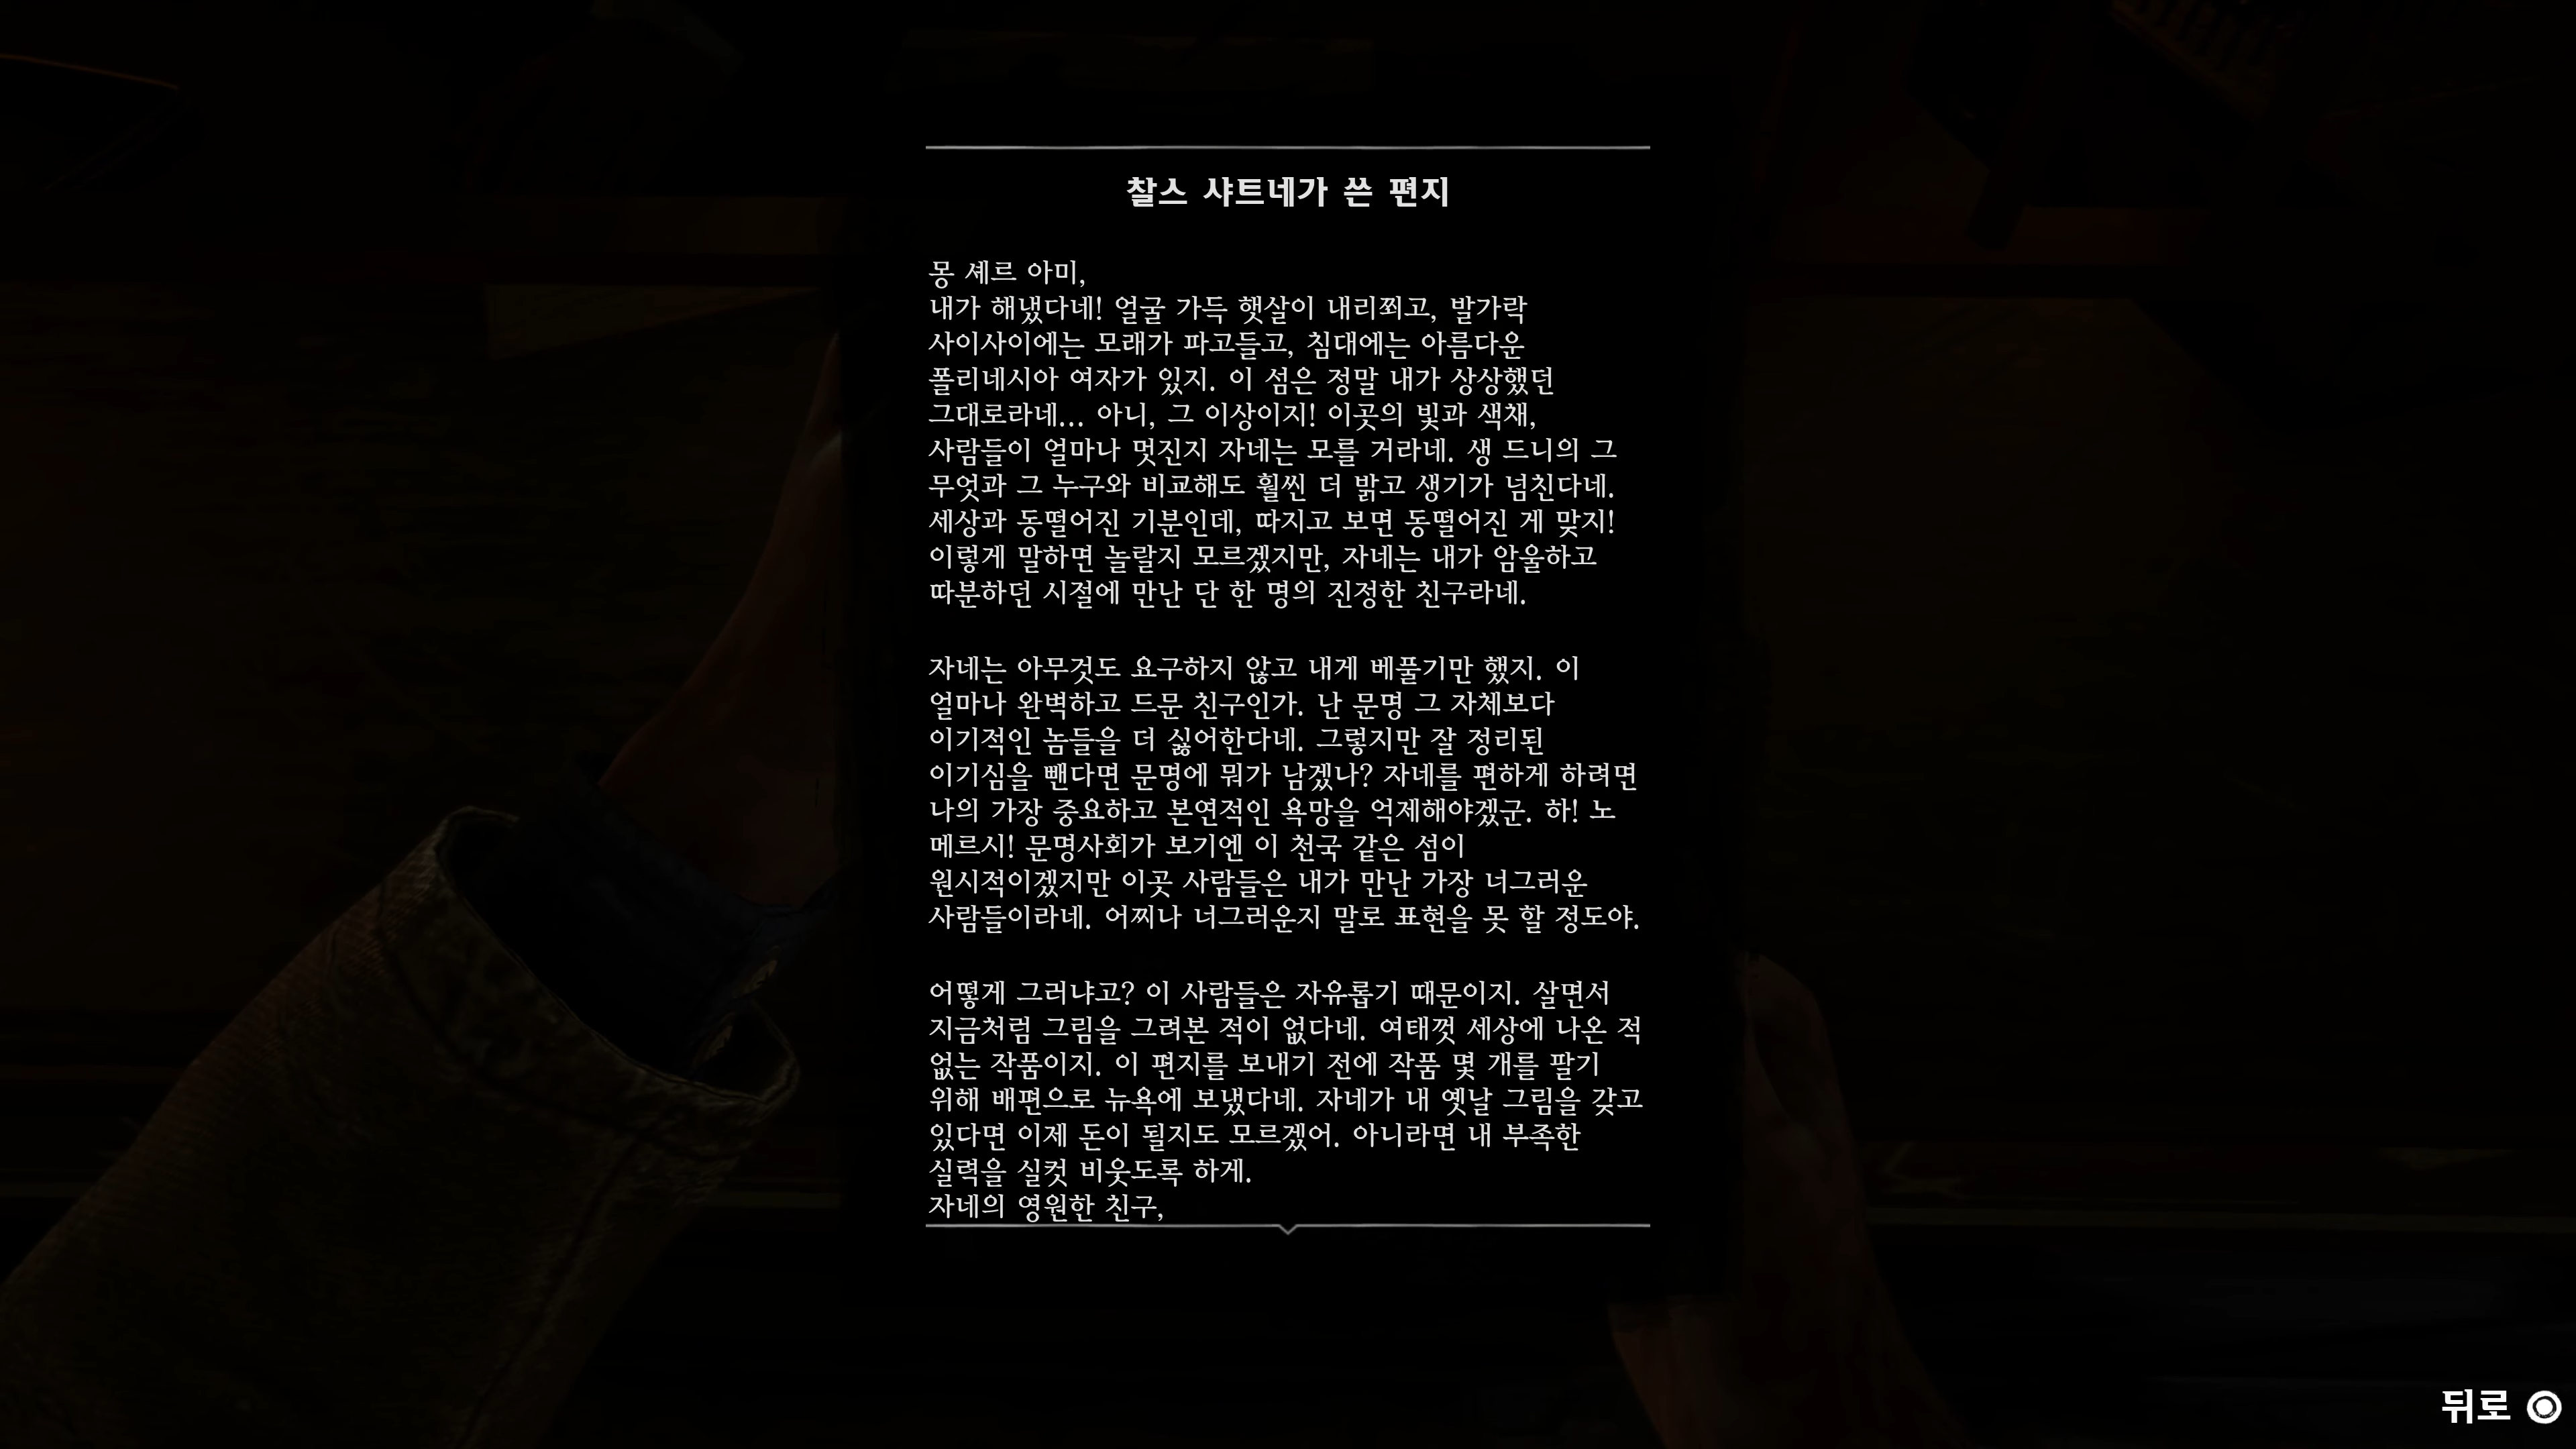 찰스 샤트네가 쓴 편지
몽 셰르 아미,
내가 해냈다네! 얼굴 가득 햇살이 내리쬐고, 발가락
사이사이에는 모래가 파고들고, 침대에는 아름다운
폴리네시아 여자가 있지. 이 섬은 정말 내가 상상했던
그대로라네... 아니, 그 이상이지! 이곳의 빛과 색채,
사람들이 얼마나 멋진지 자네는 모를 거라네. 생 드니의 그
무엇과 그 누구와 비교해도 훨씬 더 밝고 생기가 넘친다네.
세상과 동떨어진 기분인데, 따지고 보면 동떨어진 게 맞지!
이렇게 말하면 놀랄지 모르겠지만, 자네는 내가 암울하고
따분하던 시절에 만난 단 한 명의 진정한 친구라네.
자네는 아무것도 요구하지 않고 내게 베풀기만 했지. 이
얼마나 완벽하고 드문 친구인가. 난 문명 그 자체보다
이기적인 놈들을 더 싫어한다네. 그렇지만 잘 정리된
이기심을 뺀다면 문명에 뭐가 남겠나? 자네를 편하게 하려면
나의 가장 중요하고 본연적인 욕망을 억제해야겠군. 하! 노
메르시! 문명사회가 보기엔 이 천국 같은 섬이
원시적이겠지만 이곳 사람들은 내가 만난 가장 너그러운
사람들이라네. 어찌나 너그러운지 말로 표현을 못 할 정도야.
어떻게 그러냐고? 이 사람들은 자유롭기 때문이지. 살면서
지금처럼 그림을 그려본 적이 없다네. 여태껏 세상에 나온 적
없는 작품이지. 이 편지를 보내기 전에 작품 몇 개를 팔기
위해 배편으로 뉴욕에 보냈다네. 자네가 내 옛날 그림을 갖고
있다면 이제 돈이 될지도 모르겠어. 아니라면 내 부족한
실력을 실컷 비웃도록 하게.
자네의 영원한 친구,
뒤로